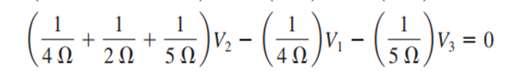 (1/4 Ω + 1/2 Ω + 1/5 Ω)V₂ − (1/4 Ω)V₁ − (1/5 Ω)V₃ = 0